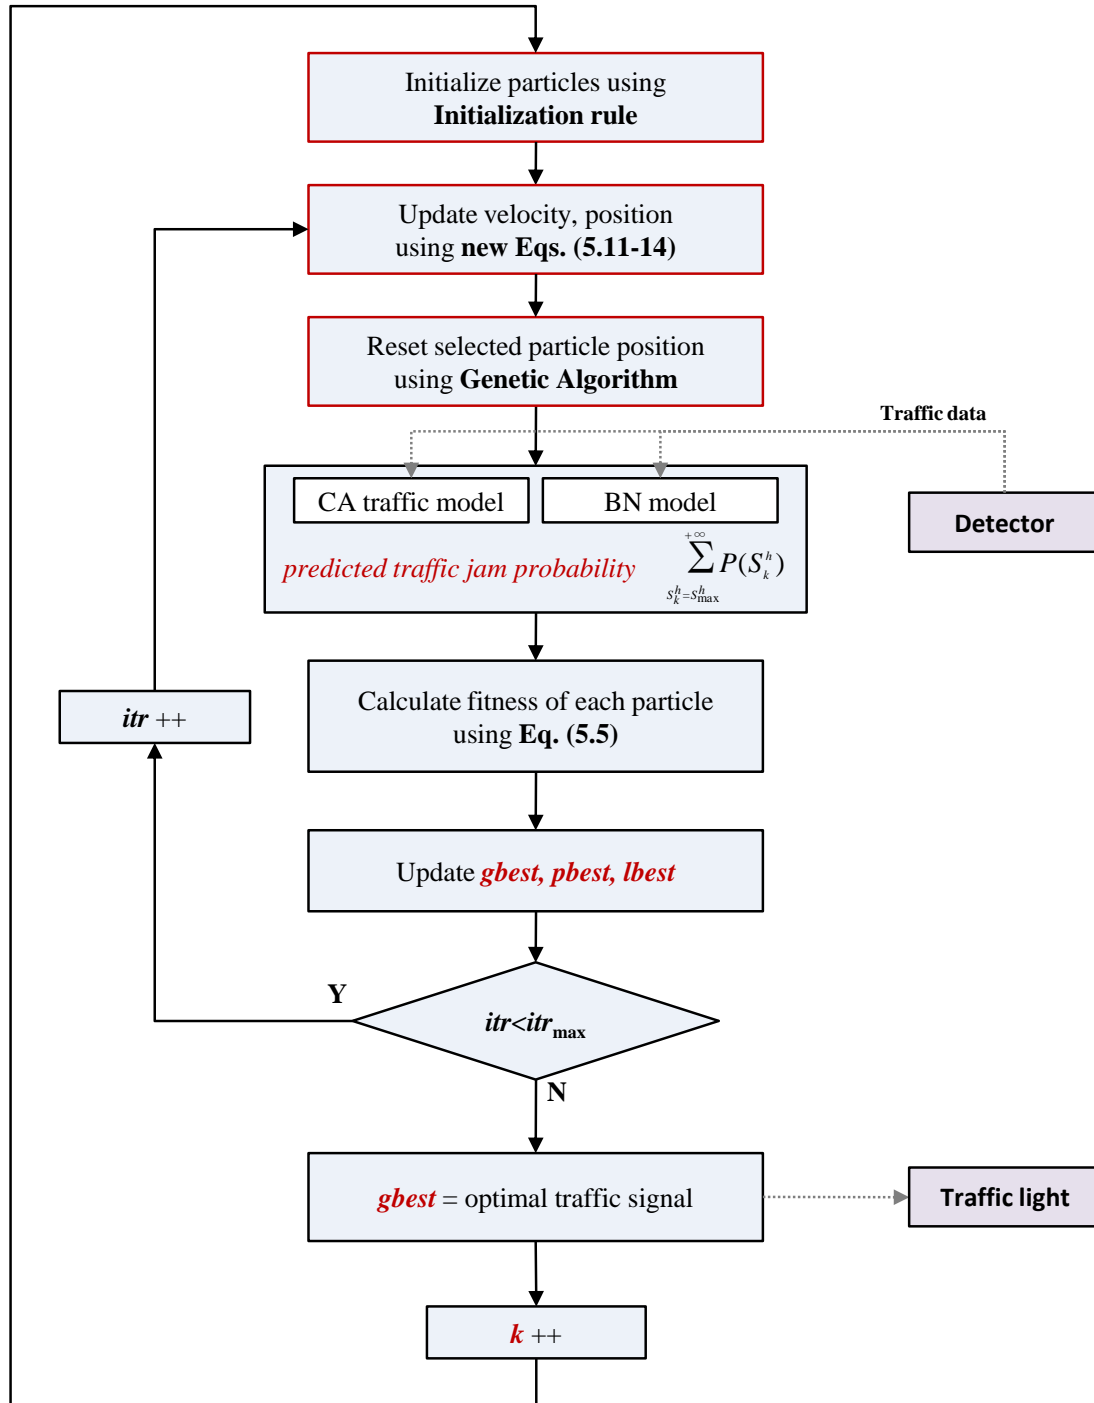 Initialize particles using
Initialization rule
Update velocity, position
using new Eqs. (5.11-14)
Reset selected particle position
using Genetic Algorithm
Traffic data
CA traffic model
BN model
Detector
predicted traffic jam probability
+∞
∑ P(S_k^h)
s_k^h=s_max^h
Calculate fitness of each particle
using Eq. (5.5)
itr ++
Update gbest, pbest, lbest
Y
itr<itr_max
N
gbest = optimal traffic signal
Traffic light
k ++